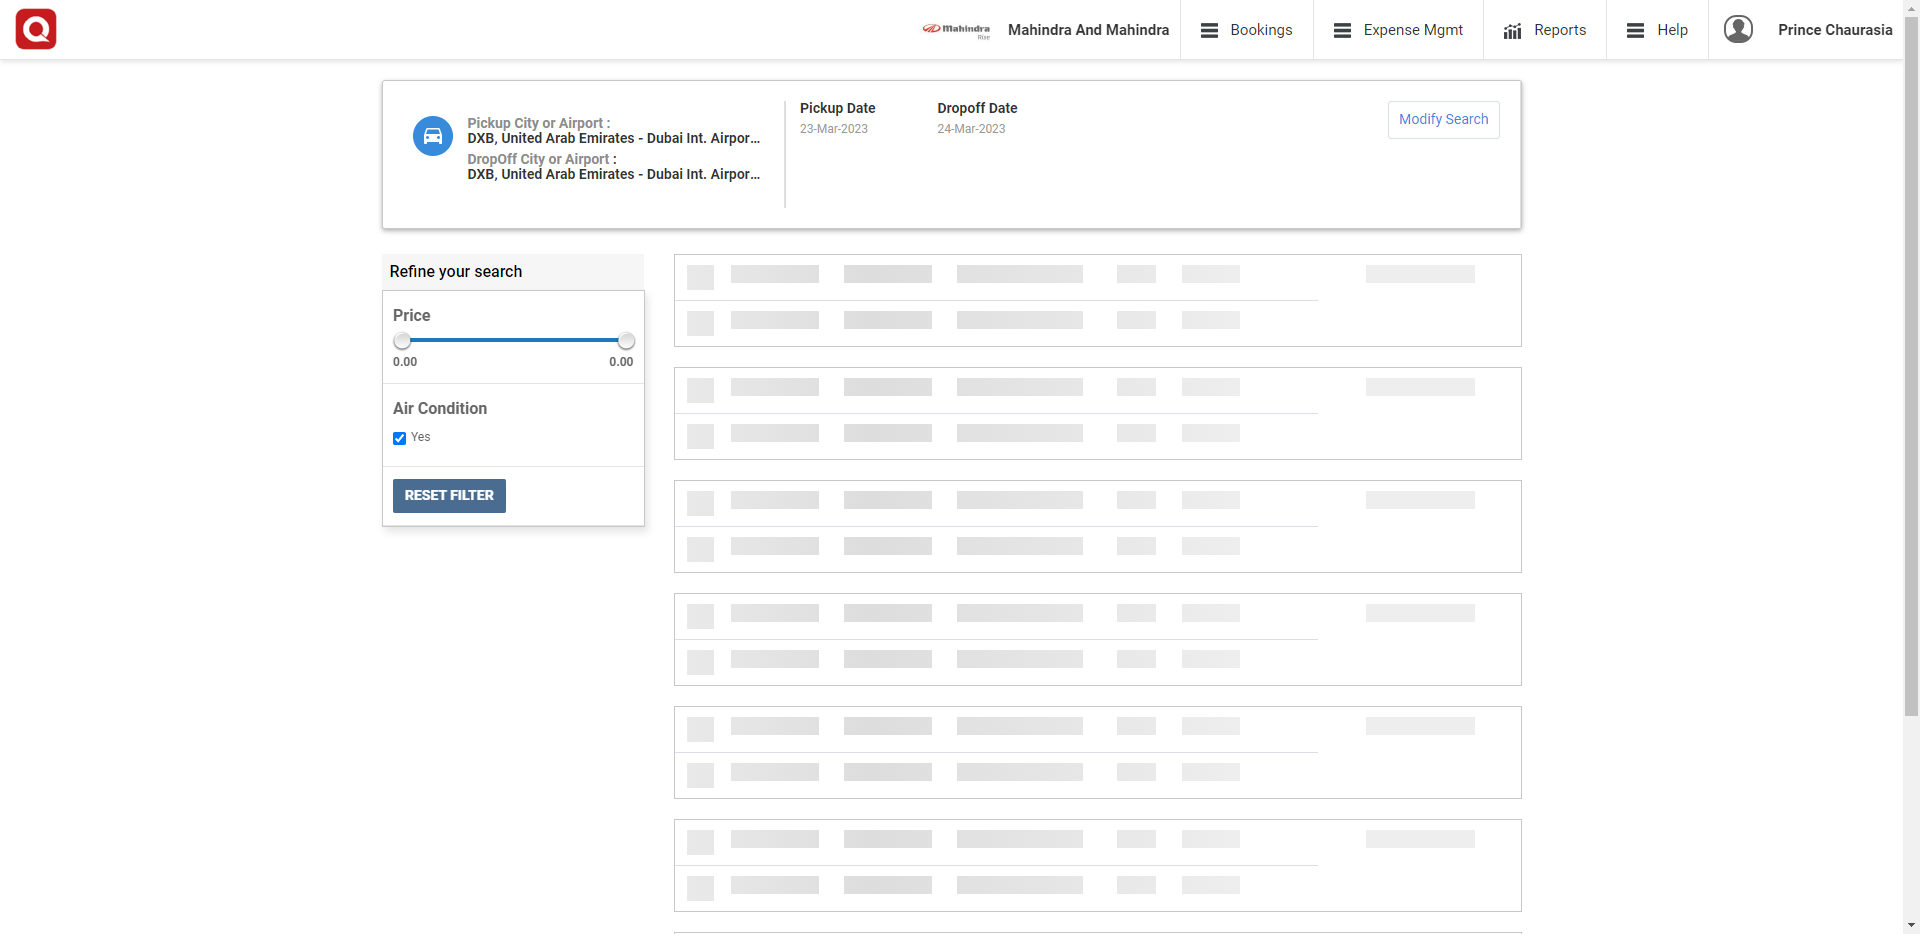 Q
mahindra
Rise
Mahindra And Mahindra
Bookings
Expense Mgmt
Reports
Help
Prince Chaurasia
Pickup City or Airport :
DXB, United Arab Emirates - Dubai Int. Airpor...
DropOff City or Airport :
DXB, United Arab Emirates - Dubai Int. Airpor...
Pickup Date
23-Mar-2023
Dropoff Date
24-Mar-2023
Modify Search
Refine your search
Price
0.00 0.00
Air Condition
Yes
RESET FILTER